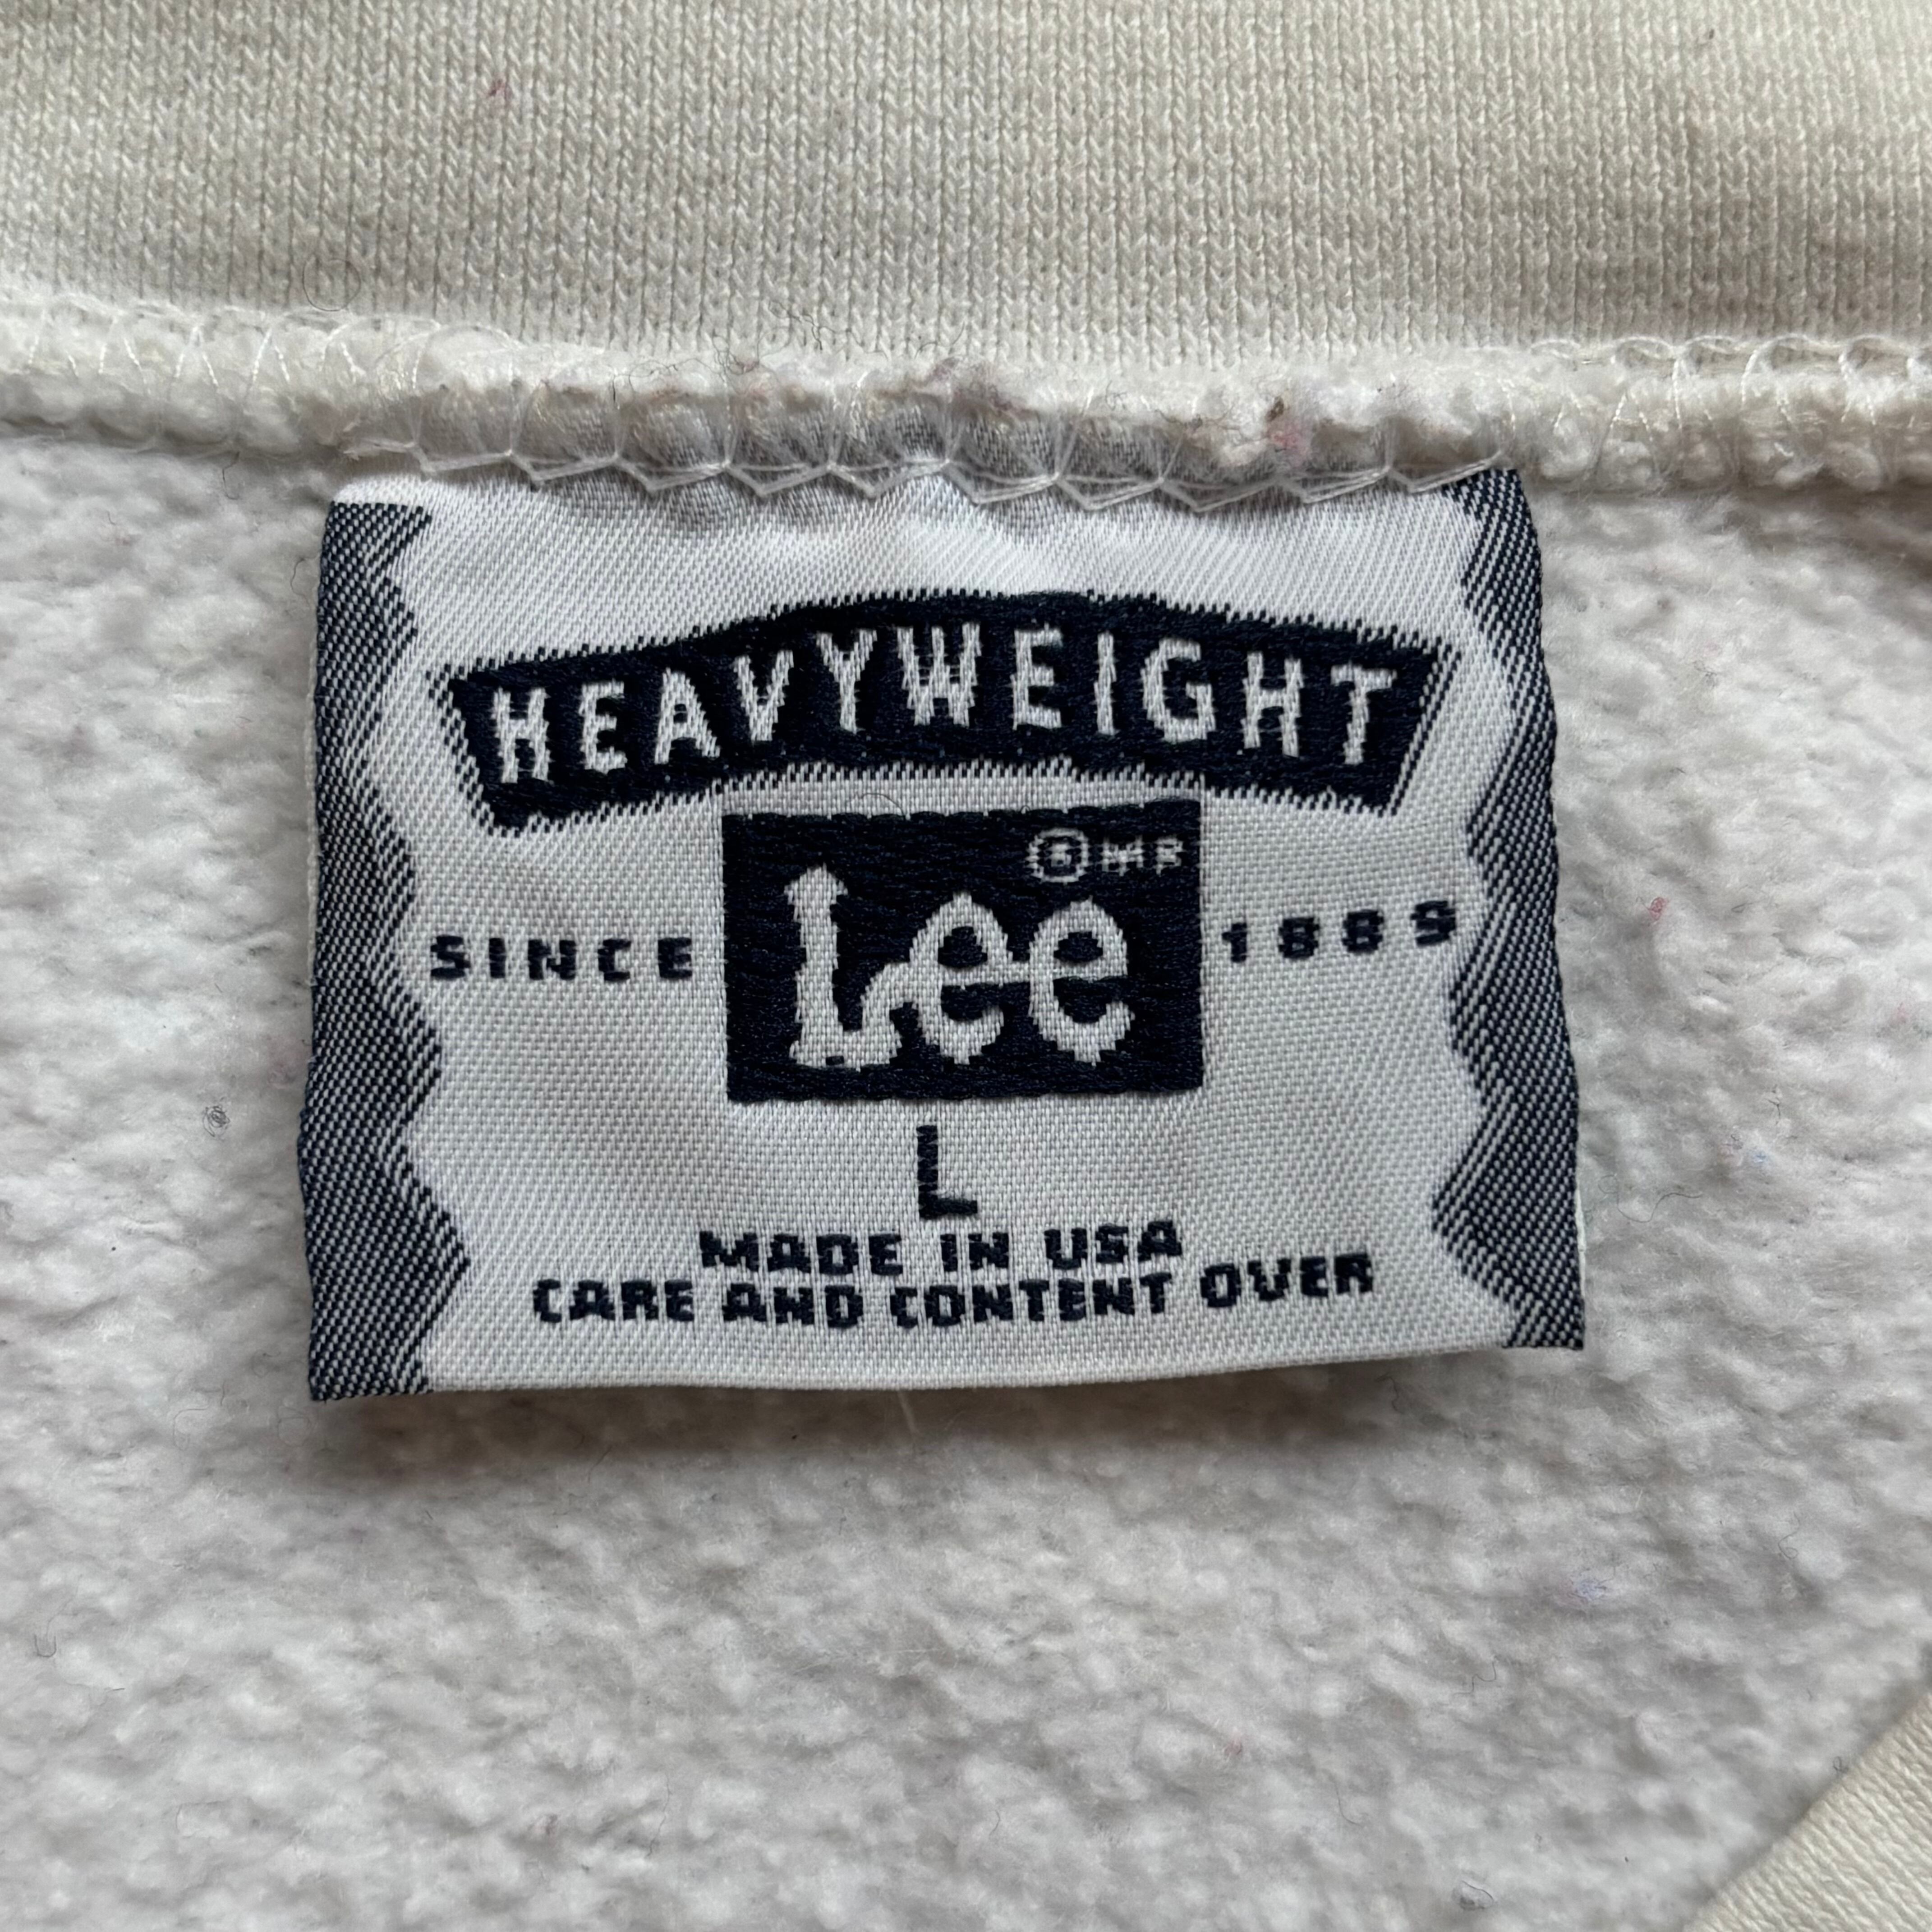 HEAVYWEIGHT
® MR
SINCE Lee 1889
L
MADE IN USA
CARE AND CONTENT OVER